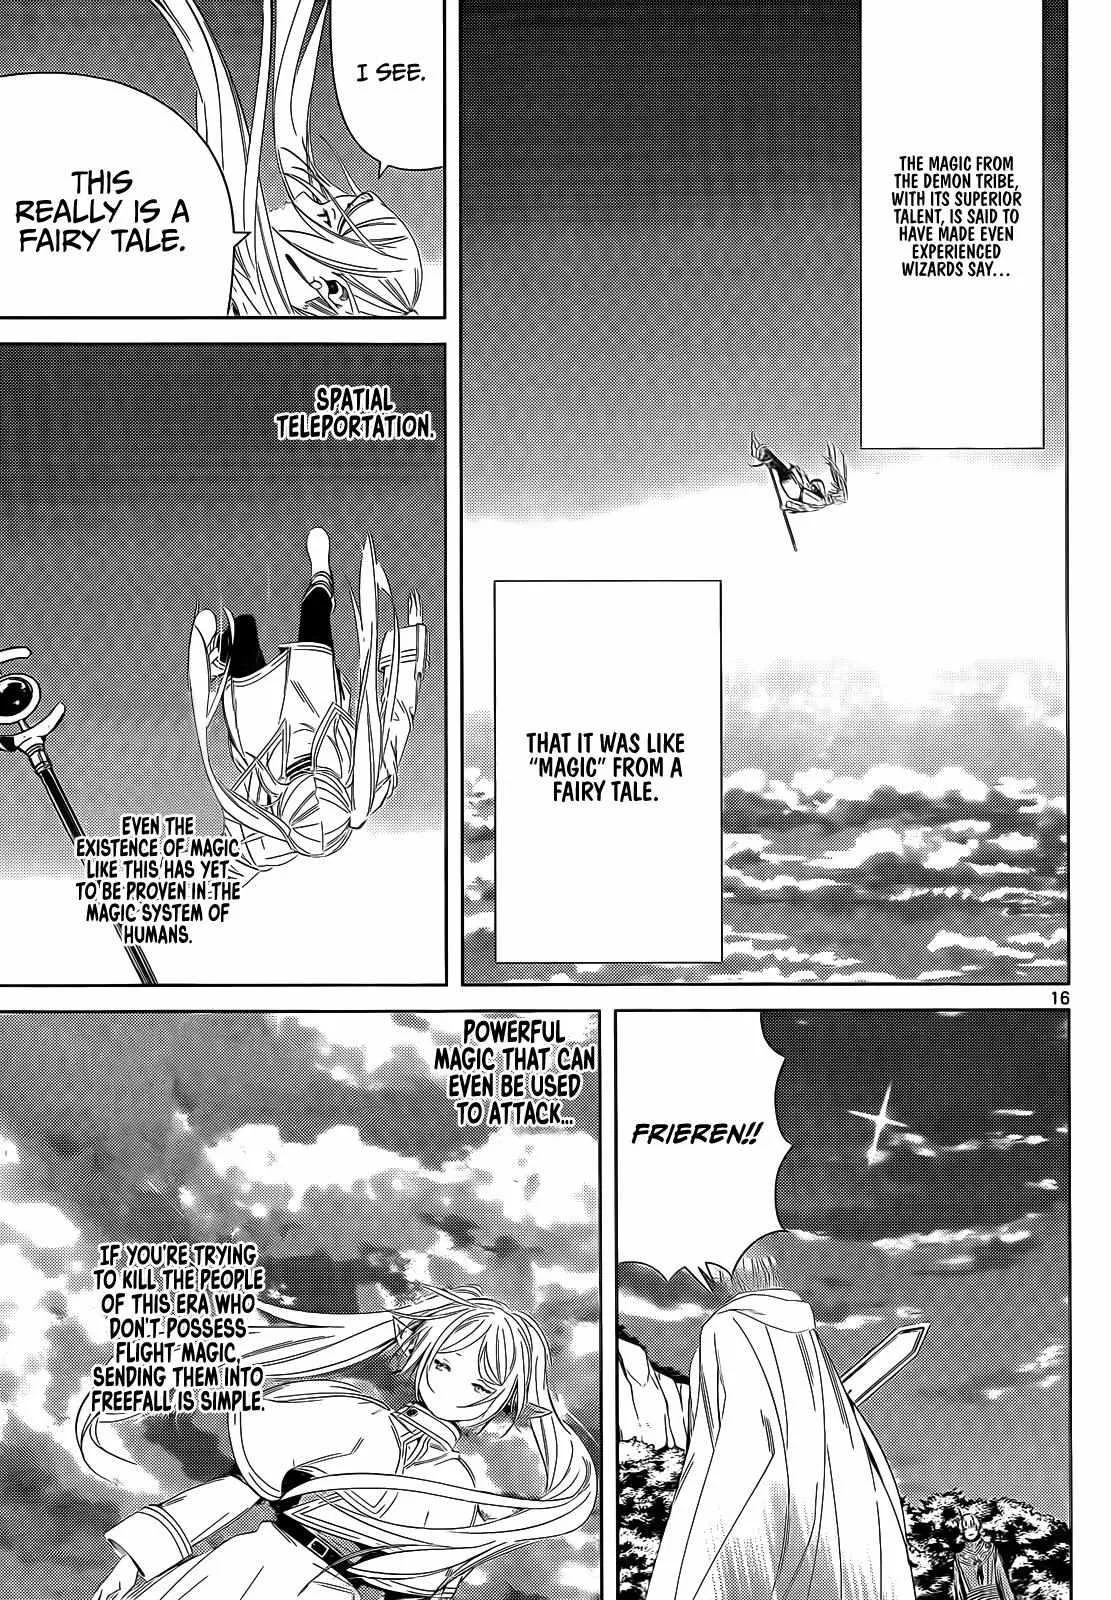 THE MAGIC FROM
THE DEMON TRIBE,
WITH ITS SUPERIOR
TALENT, IS SAID TO
HAVE MADE EVEN
EXPERIENCED
WIZARDS SAY...
THAT IT WAS LIKE
"MAGIC" FROM A
FAIRY TALE.
I SEE.
THIS
REALLY IS A
FAIRY TALE.
SPATIAL
TELEPORTATION.
EVEN THE
EXISTENCE OF MAGIC
LIKE THIS HAS YET
TO BE PROVEN IN THE
MAGIC SYSTEM OF
HUMANS.
16
FRIEREN!!
POWERFUL
MAGIC THAT CAN
EVEN BE USED
TO ATTACK...
IF YOU'RE TRYING
TO KILL THE PEOPLE
OF THIS ERA WHO
DON'T POSSESS
FLIGHT MAGIC,
SENDING THEM INTO
FREEFALL IS SIMPLE.